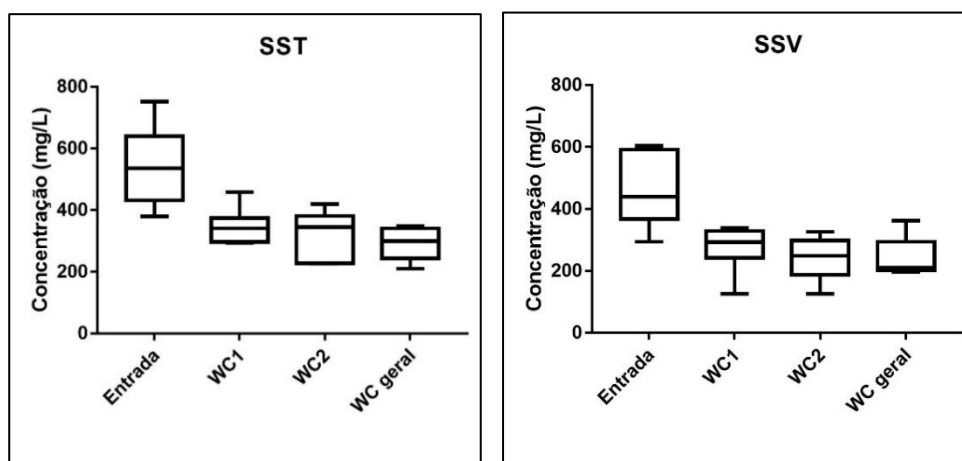 SST
Concentração (mg/L)
800
600
400
200
0
Entrada
WC1
WC2
WC geral
SSV
Concentração (mg/L)
800
600
400
200
0
Entrada
WC1
WC2
WC geral